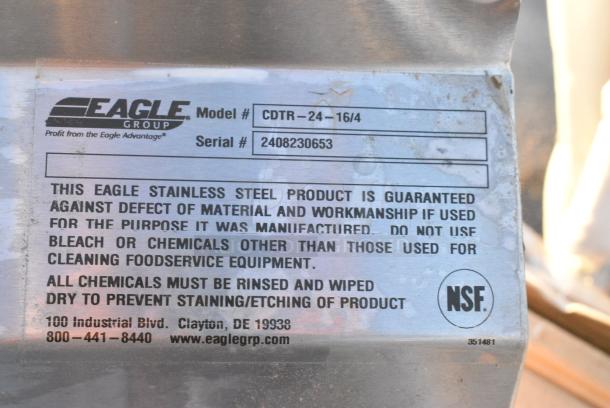 EAGLE
GROUP
Profit from the Eagle Advantage®
Model # CDTR-24-16/4
Serial # 2408230653
THIS EAGLE STAINLESS STEEL PRODUCT IS GUARANTEED
AGAINST DEFECT OF MATERIAL AND WORKMANSHIP IF USED
FOR THE PURPOSE IT WAS MANUFACTURED. DO NOT USE
BLEACH OR CHEMICALS OTHER THAN THOSE USED FOR
CLEANING FOODSERVICE EQUIPMENT.
ALL CHEMICALS MUST BE RINSED AND WIPED
DRY TO PREVENT STAINING/ETCHING OF PRODUCT
NSF.
100 Industrial Blvd. Clayton, DE 19938
800-441-8440 www.eaglegrp.com
351481